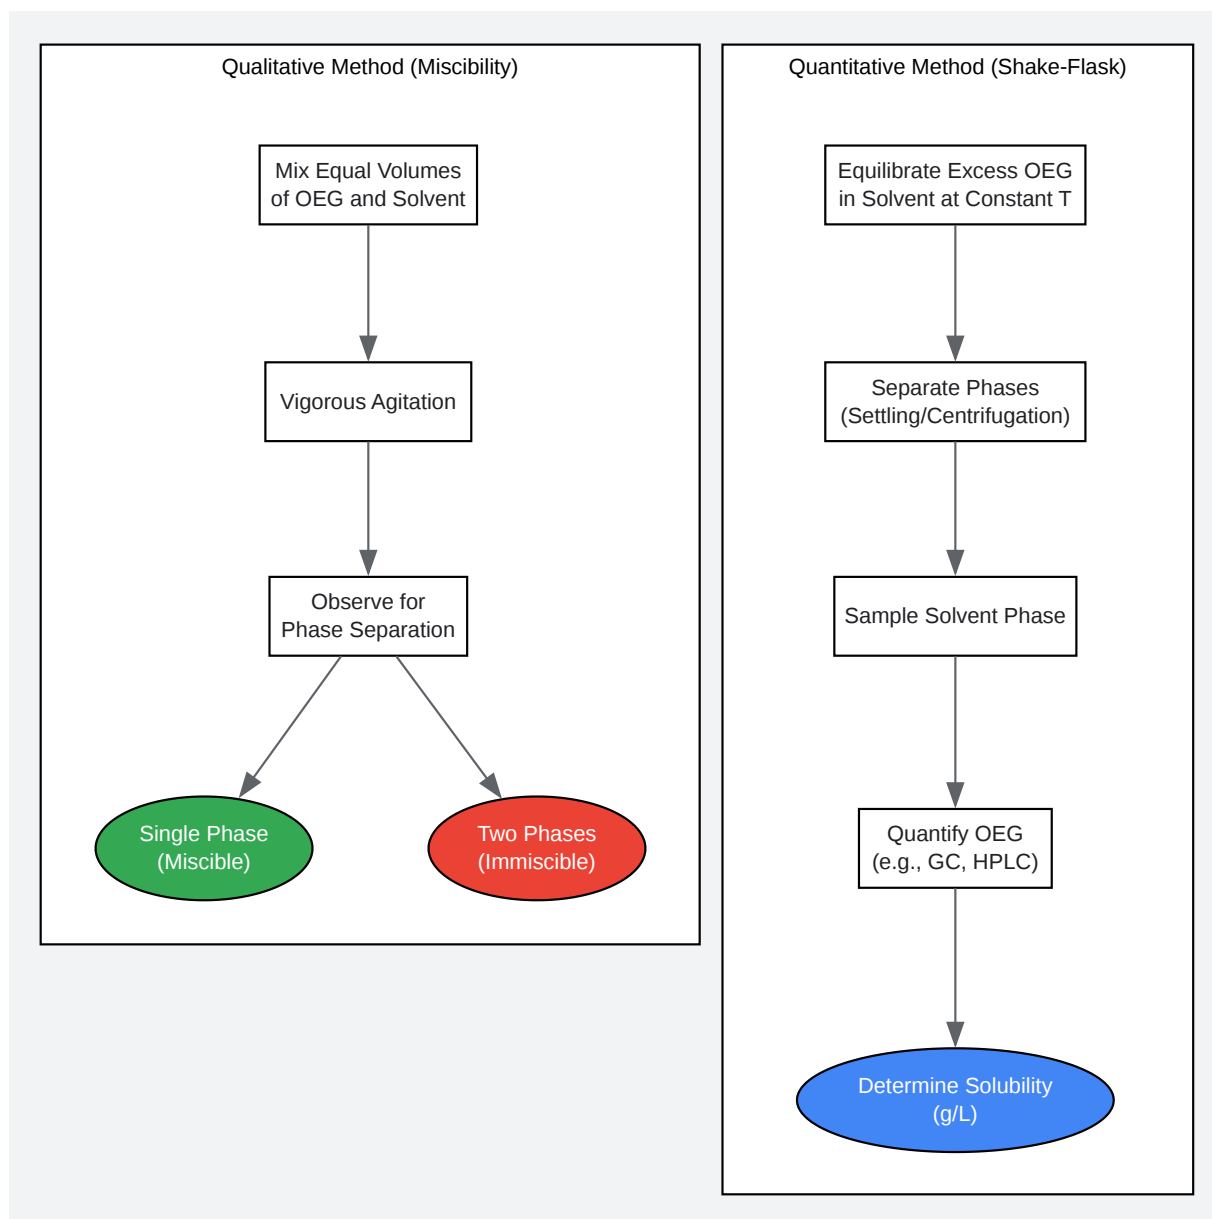 Qualitative Method (Miscibility)
Mix Equal Volumes
of OEG and Solvent
Vigorous Agitation
Observe for
Phase Separation
Single Phase
(Miscible)
Two Phases
(Immiscible)
Quantitative Method (Shake-Flask)
Equilibrate Excess OEG
in Solvent at Constant T
Separate Phases
(Settling/Centrifugation)
Sample Solvent Phase
Quantify OEG
(e.g., GC, HPLC)
Determine Solubility
(g/L)